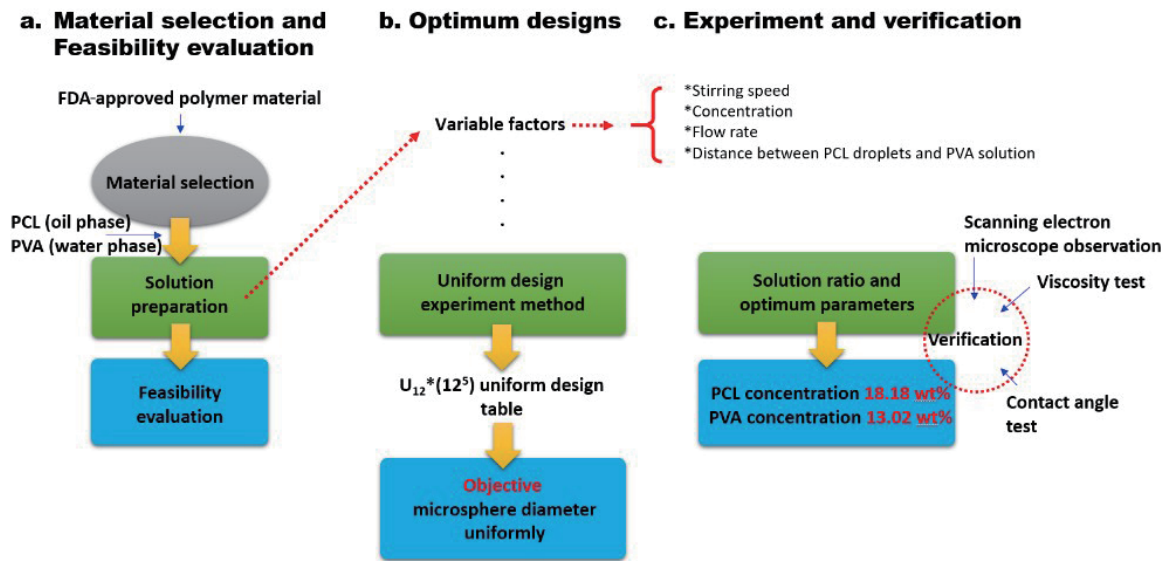 a. Material selection and
Feasibility evaluation
FDA-approved polymer material
Material selection
PCL (oil phase)
PVA (water phase)
Solution
preparation
Feasibility
evaluation
b. Optimum designs
Variable factors
Uniform design
experiment method
U₁₂*(12⁵) uniform design
table
Objective
microsphere diameter
uniformly
c. Experiment and verification
*Stirring speed
*Concentration
*Flow rate
*Distance between PCL droplets and PVA solution
Solution ratio and
optimum parameters
PCL concentration 18.18 wt%
PVA concentration 13.02 wt%
Scanning electron
microscope observation
Viscosity test
Verification
Contact angle
test